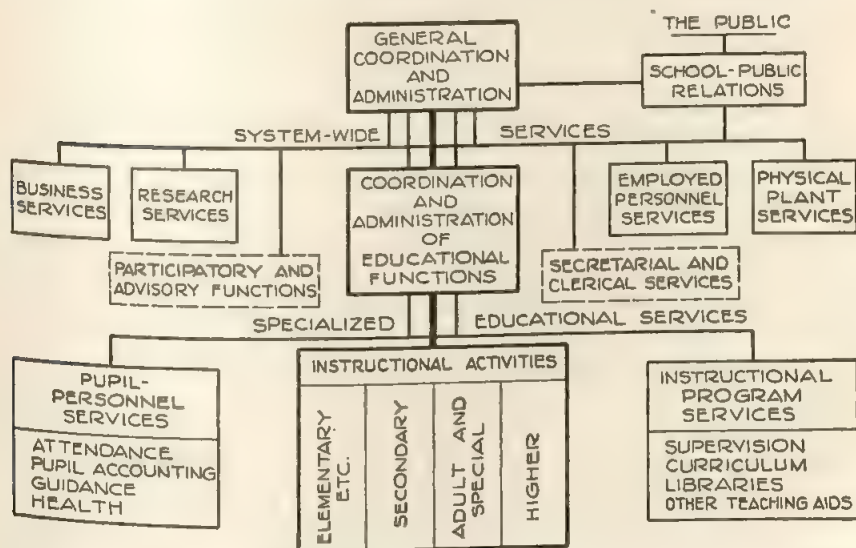 GENERAL
COORDINATION
AND
ADMINISTRATION
THE PUBLIC
SCHOOL-PUBLIC
RELATIONS
SYSTEM-WIDE SERVICES
BUSINESS
SERVICES
RESEARCH
SERVICES
PARTICIPATORY AND
ADVISORY FUNCTIONS
COORDINATION
AND
ADMINISTRATION
OF
EDUCATIONAL
FUNCTIONS
SECRETARIAL AND
CLERICAL SERVICES
EMPLOYED
PERSONNEL
SERVICES
PHYSICAL
PLANT
SERVICES
SPECIALIZED EDUCATIONAL SERVICES
PUPIL-
PERSONNEL
SERVICES
ATTENDANCE
PUPIL ACCOUNTING
GUIDANCE
HEALTH
INSTRUCTIONAL ACTIVITIES
ELEMENTARY
ETC.
SECONDARY
ADULT AND
SPECIAL
HIGHER
INSTRUCTIONAL
PROGRAM
SERVICES
SUPERVISION
CURRICULUM
LIBRARIES
OTHER TEACHING AIDS